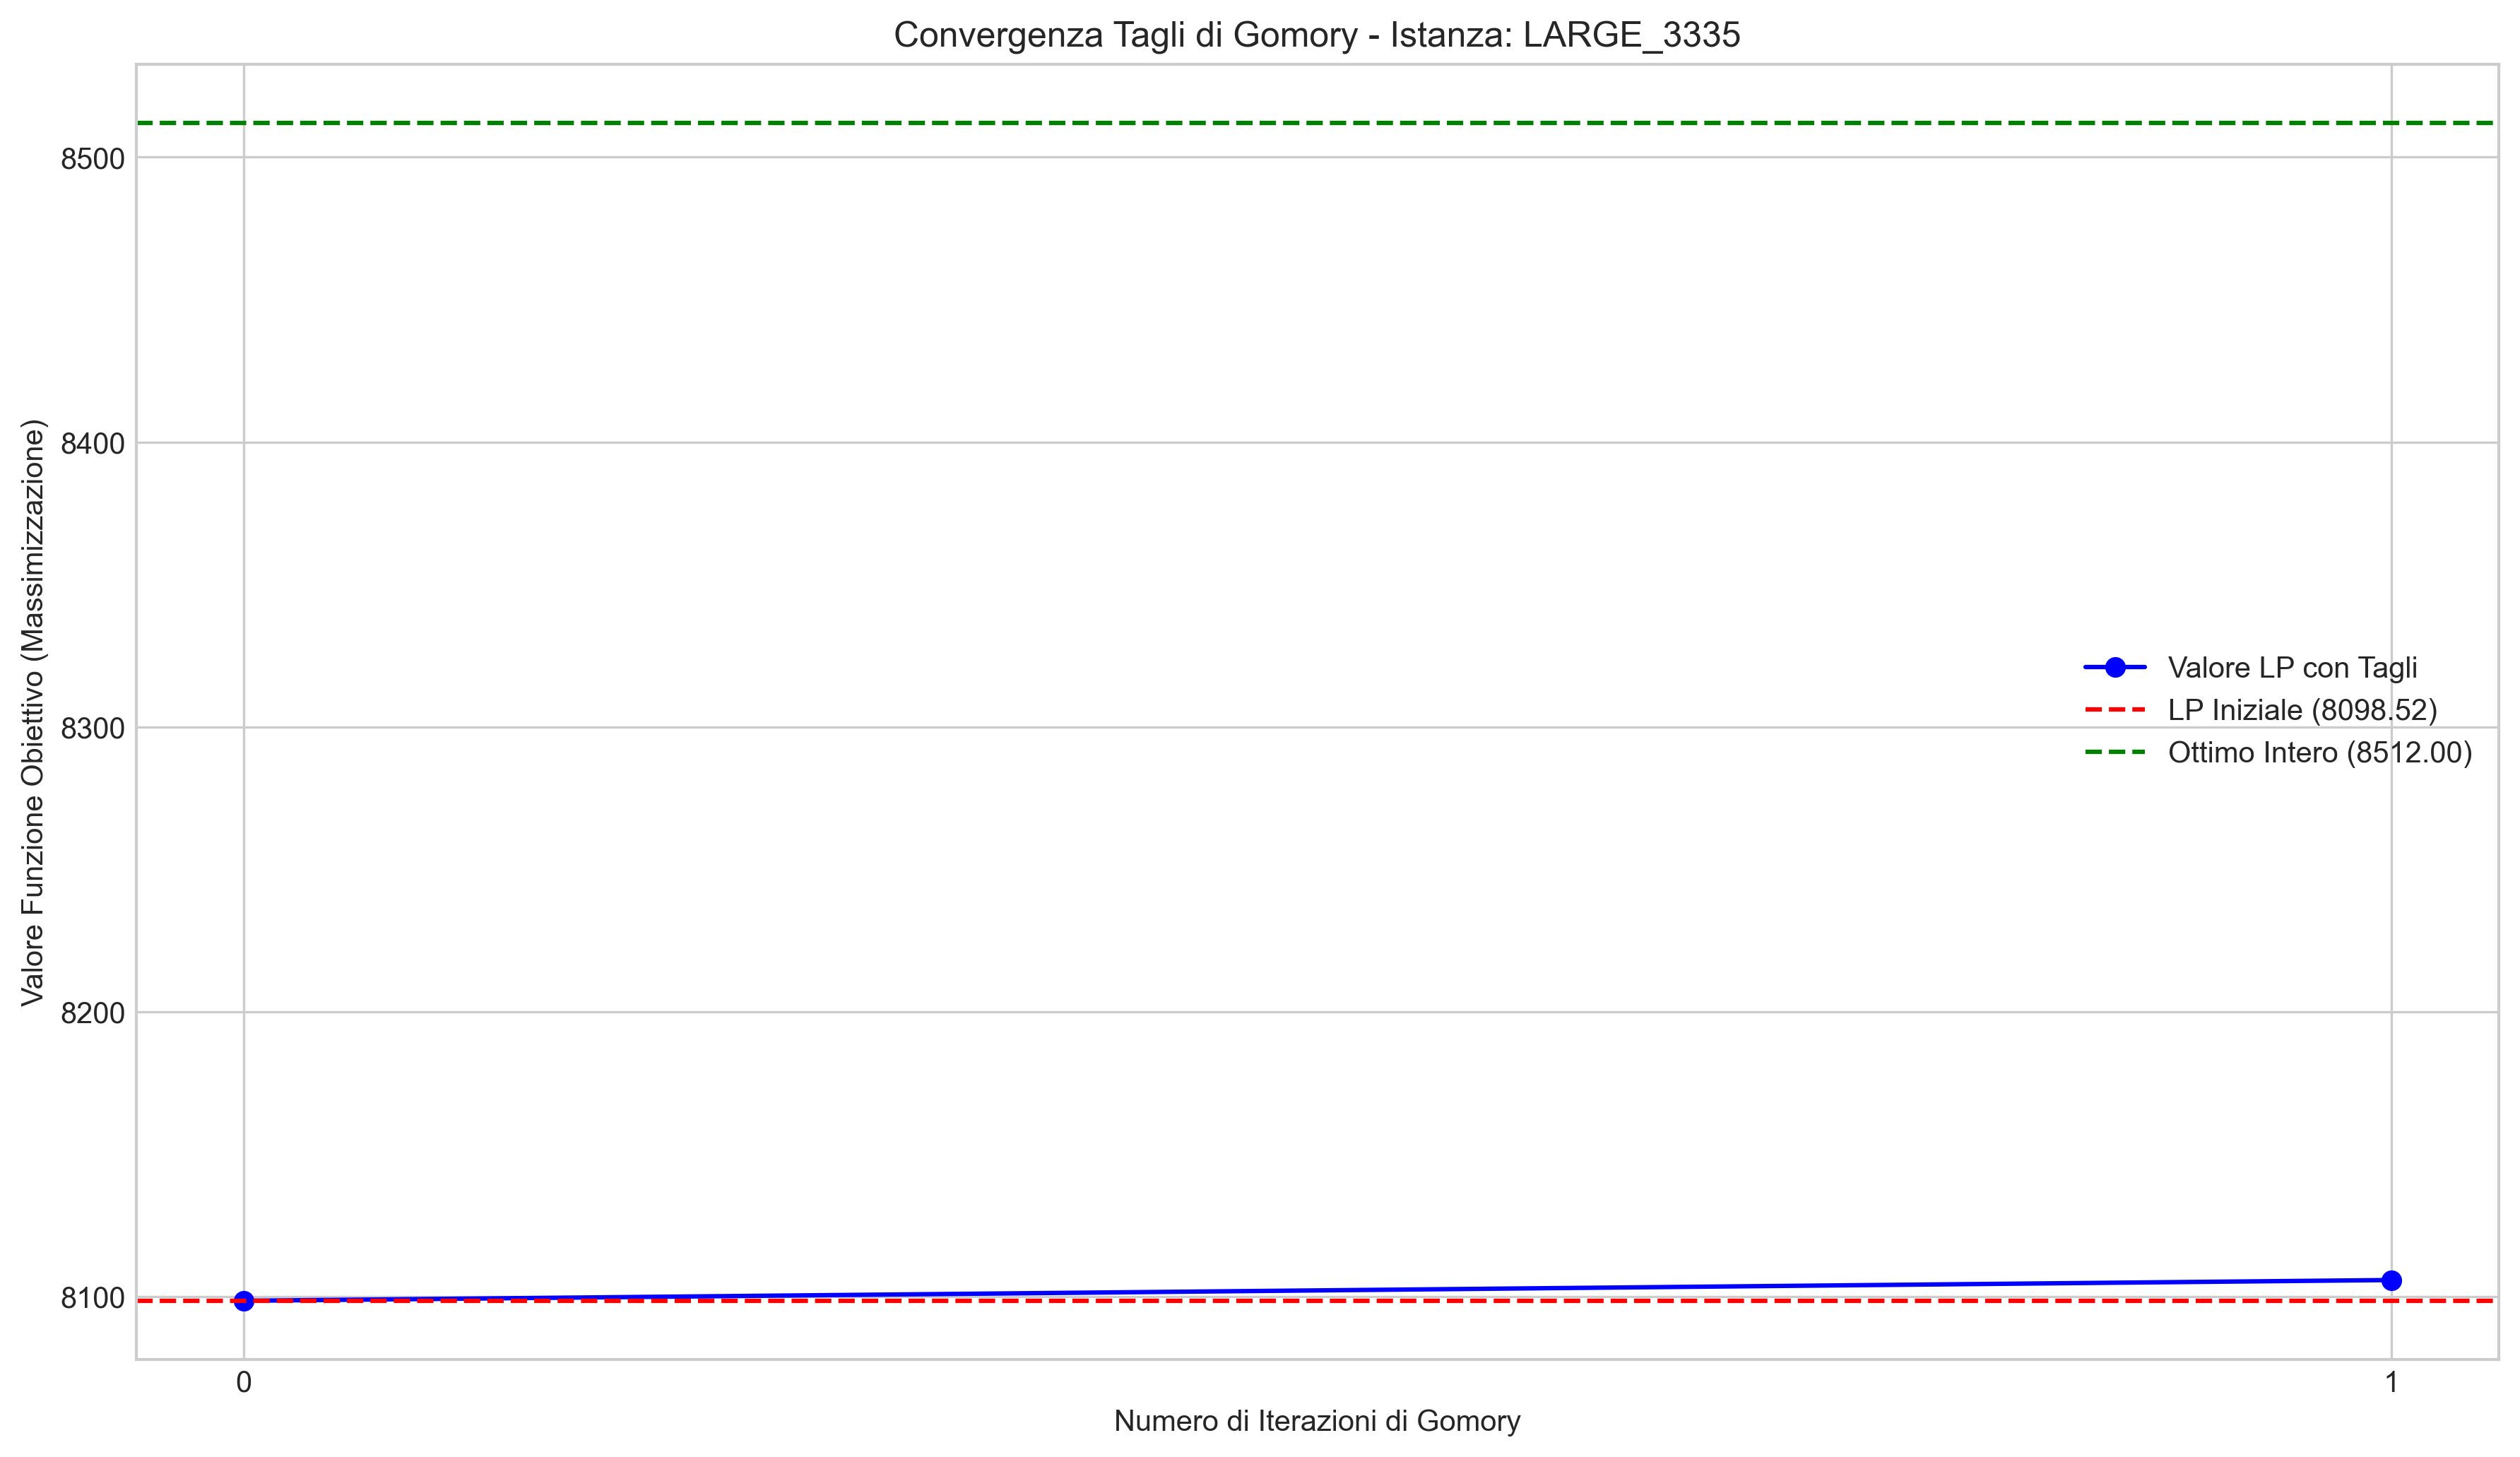 Convergenza Tagli di Gomory - Istanza: LARGE_3335
Valore Funzione Obiettivo (Massimizzazione)
8500
8400
8300
8200
8100
Valore LP con Tagli
LP Iniziale (8098.52)
Ottimo Intero (8512.00)
0
1
Numero di Iterazioni di Gomory